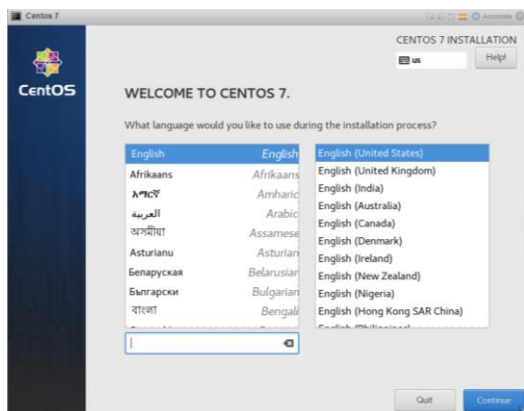 Centos 7
Acciones
CENTOS 7 INSTALLATION
us
Help!
CentOS
WELCOME TO CENTOS 7.
What language would you like to use during the installation process?
English English
Afrikaans Afrikaans
አማርኛ Amharic
العربية Arabic
অসমীয়া Assamese
Asturianu Asturian
Беларуская Belarusian
Български Bulgarian
বাংলা Bengali
English (United States)
English (United Kingdom)
English (India)
English (Australia)
English (Canada)
English (Denmark)
English (Ireland)
English (New Zealand)
English (Nigeria)
English (Hong Kong SAR China)
Quit
Continue